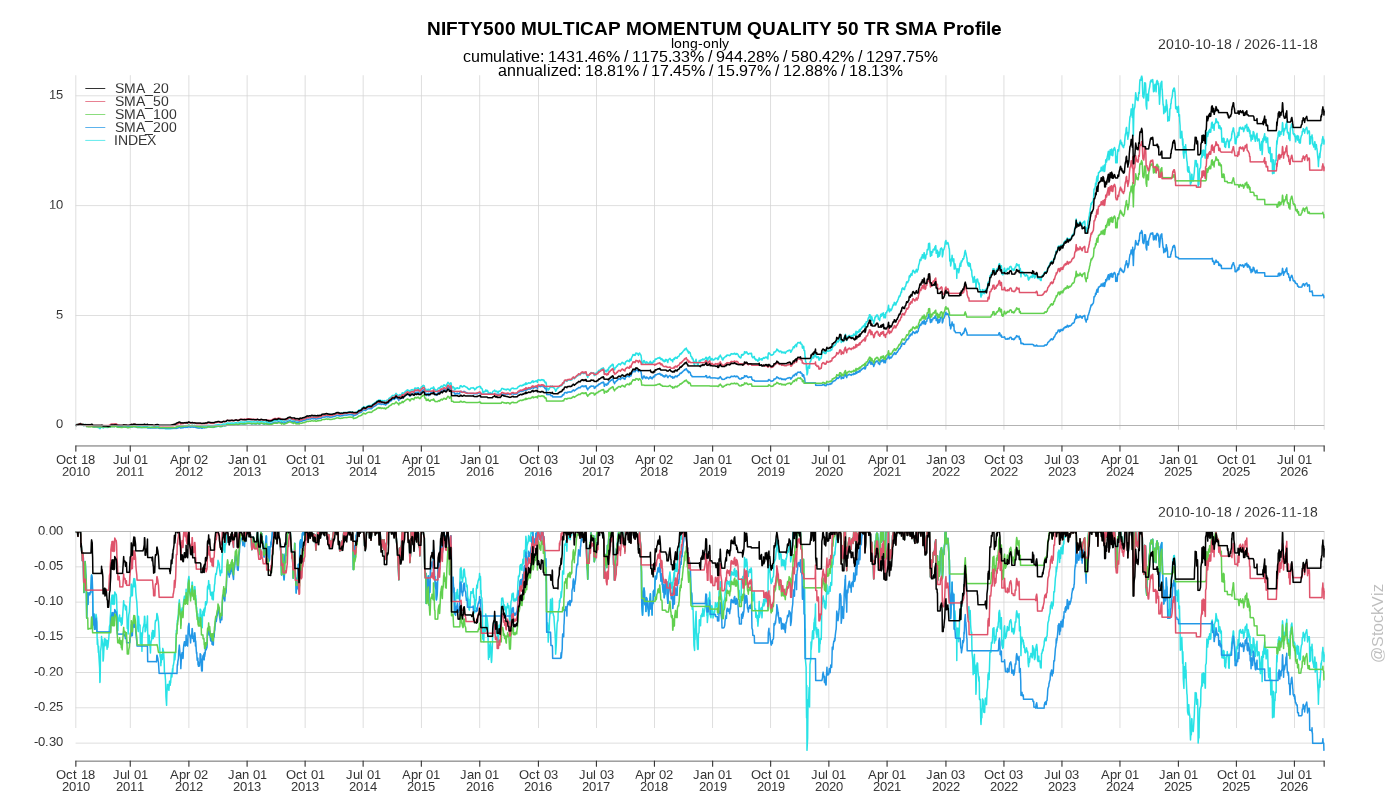 NIFTY500 MULTICAP MOMENTUM QUALITY 50 TR SMA Profile
long-only
2010-10-18 / 2026-11-18
cumulative: 1431.46% / 1175.33% / 944.28% / 580.42% / 1297.75%
annualized: 18.81% / 17.45% / 15.97% / 12.88% / 18.13%
SMA_20
SMA_50
SMA_100
SMA_200
INDEX
15
10
5
0
Oct 18 Jul 01 Apr 02 Jan 01 Oct 01 Jul 01 Apr 01 Jan 01 Oct 03 Jul 03 Apr 02 Jan 01 Oct 01 Jul 01 Apr 01 Jan 03 Oct 03 Jul 03 Apr 01 Jan 01 Oct 01 Jul 01
2010 2011 2012 2013 2013 2014 2015 2016 2016 2017 2018 2019 2019 2020 2021 2022 2022 2023 2024 2025 2025 2026
2010-10-18 / 2026-11-18
0.00
-0.05
-0.10
-0.15
-0.20
-0.25
-0.30
Oct 18 Jul 01 Apr 02 Jan 01 Oct 01 Jul 01 Apr 01 Jan 01 Oct 03 Jul 03 Apr 02 Jan 01 Oct 01 Jul 01 Apr 01 Jan 03 Oct 03 Jul 03 Apr 01 Jan 01 Oct 01 Jul 01
2010 2011 2012 2013 2013 2014 2015 2016 2016 2017 2018 2019 2019 2020 2021 2022 2022 2023 2024 2025 2025 2026
@StockViz